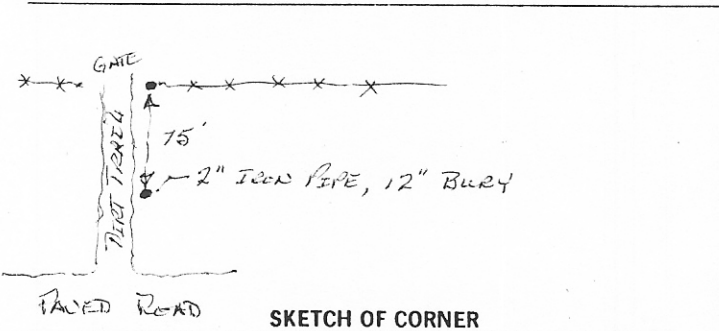 GATE
75'
DIRT TRAIL
2" IRON PIPE, 12" BURY
PAVED ROAD
SKETCH OF CORNER